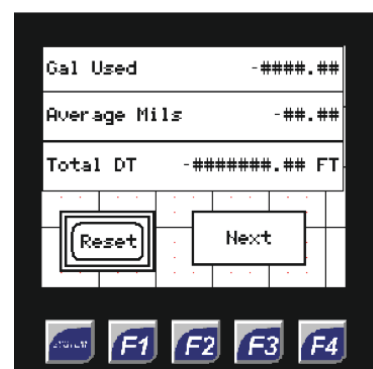 Gal Used -####.##
Average Mils -##.##
Total DT -#######.## FT
Reset Next
F1 F2 F3 F4